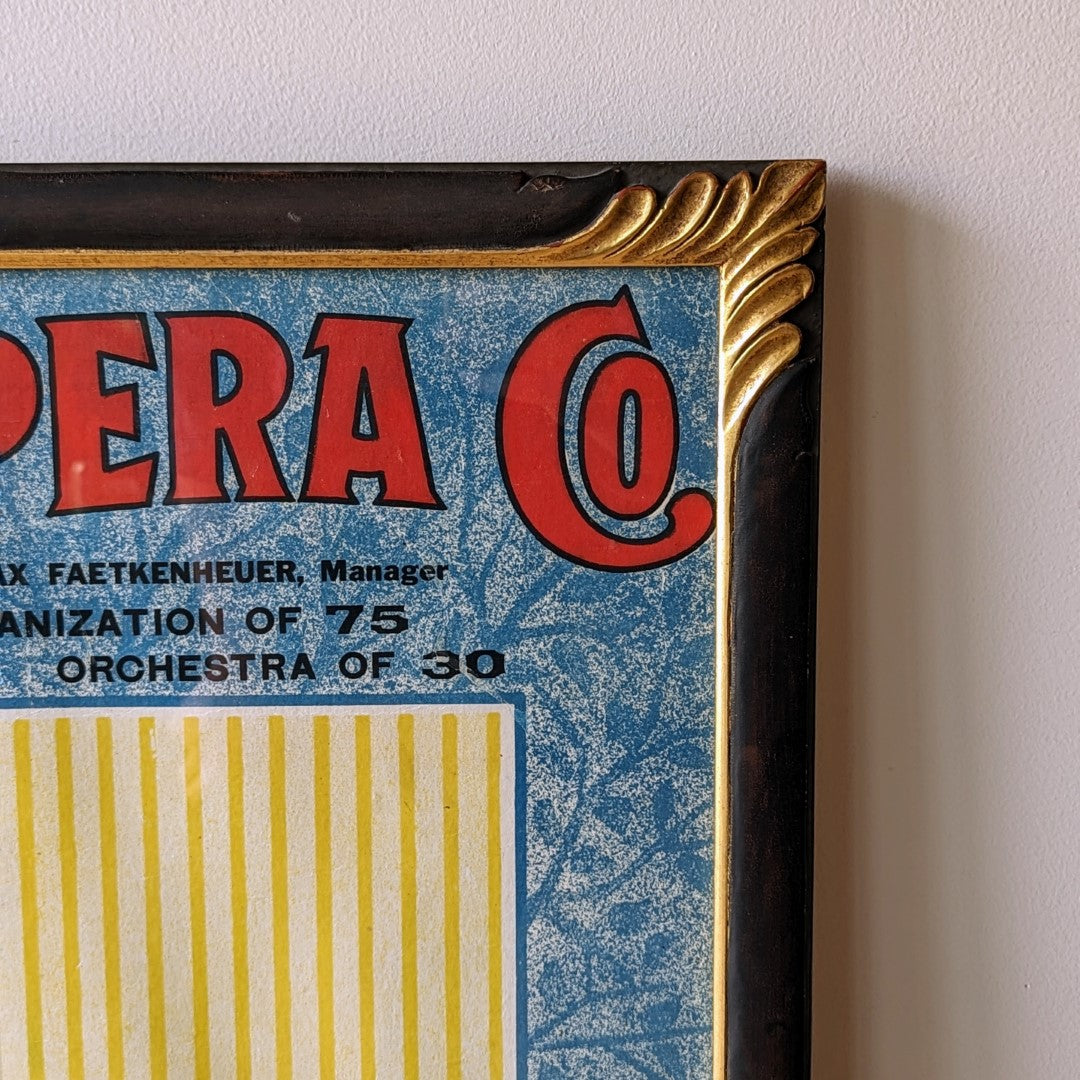 PERA CO.
AX FAETKENHEUER, Manager
ANIZATION OF 75
ORCHESTRA OF 30